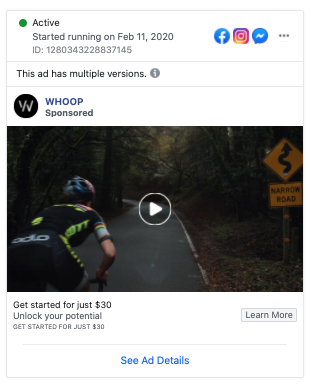 Active
Started running on Feb 11, 2020
ID: 1280343228837145
This ad has multiple versions.
WHOOP
Sponsored
NARROW
ROAD
Get started for just $30
Unlock your potential
GET STARTED FOR JUST $30
Learn More
See Ad Details